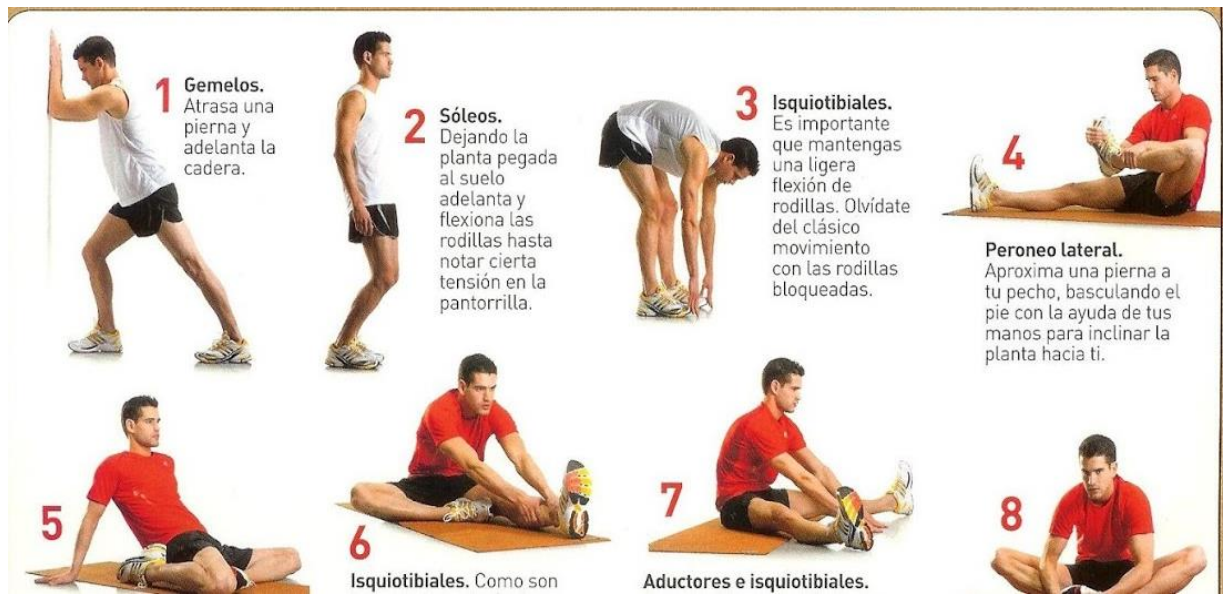 1
Gemelos.
Atrasa una
pierna y
adelanta la
cadera.
2
Sóleos.
Dejando la
planta pegada
al suelo
adelanta y
flexiona las
rodillas hasta
notar cierta
tensión en la
pantorrilla.
3
Isquiotibiales.
Es importante
que mantengas
una ligera
flexión de
rodillas. Olvídate
del clásico
movimiento
con las rodillas
bloqueadas.
4
Peroneo lateral.
Aproxima una pierna a
tu pecho, basculando el
pie con la ayuda de tus
manos para inclinar la
planta hacia ti.
5
6
Isquiotibiales. Como son
7
Aductores e isquiotibiales.
8